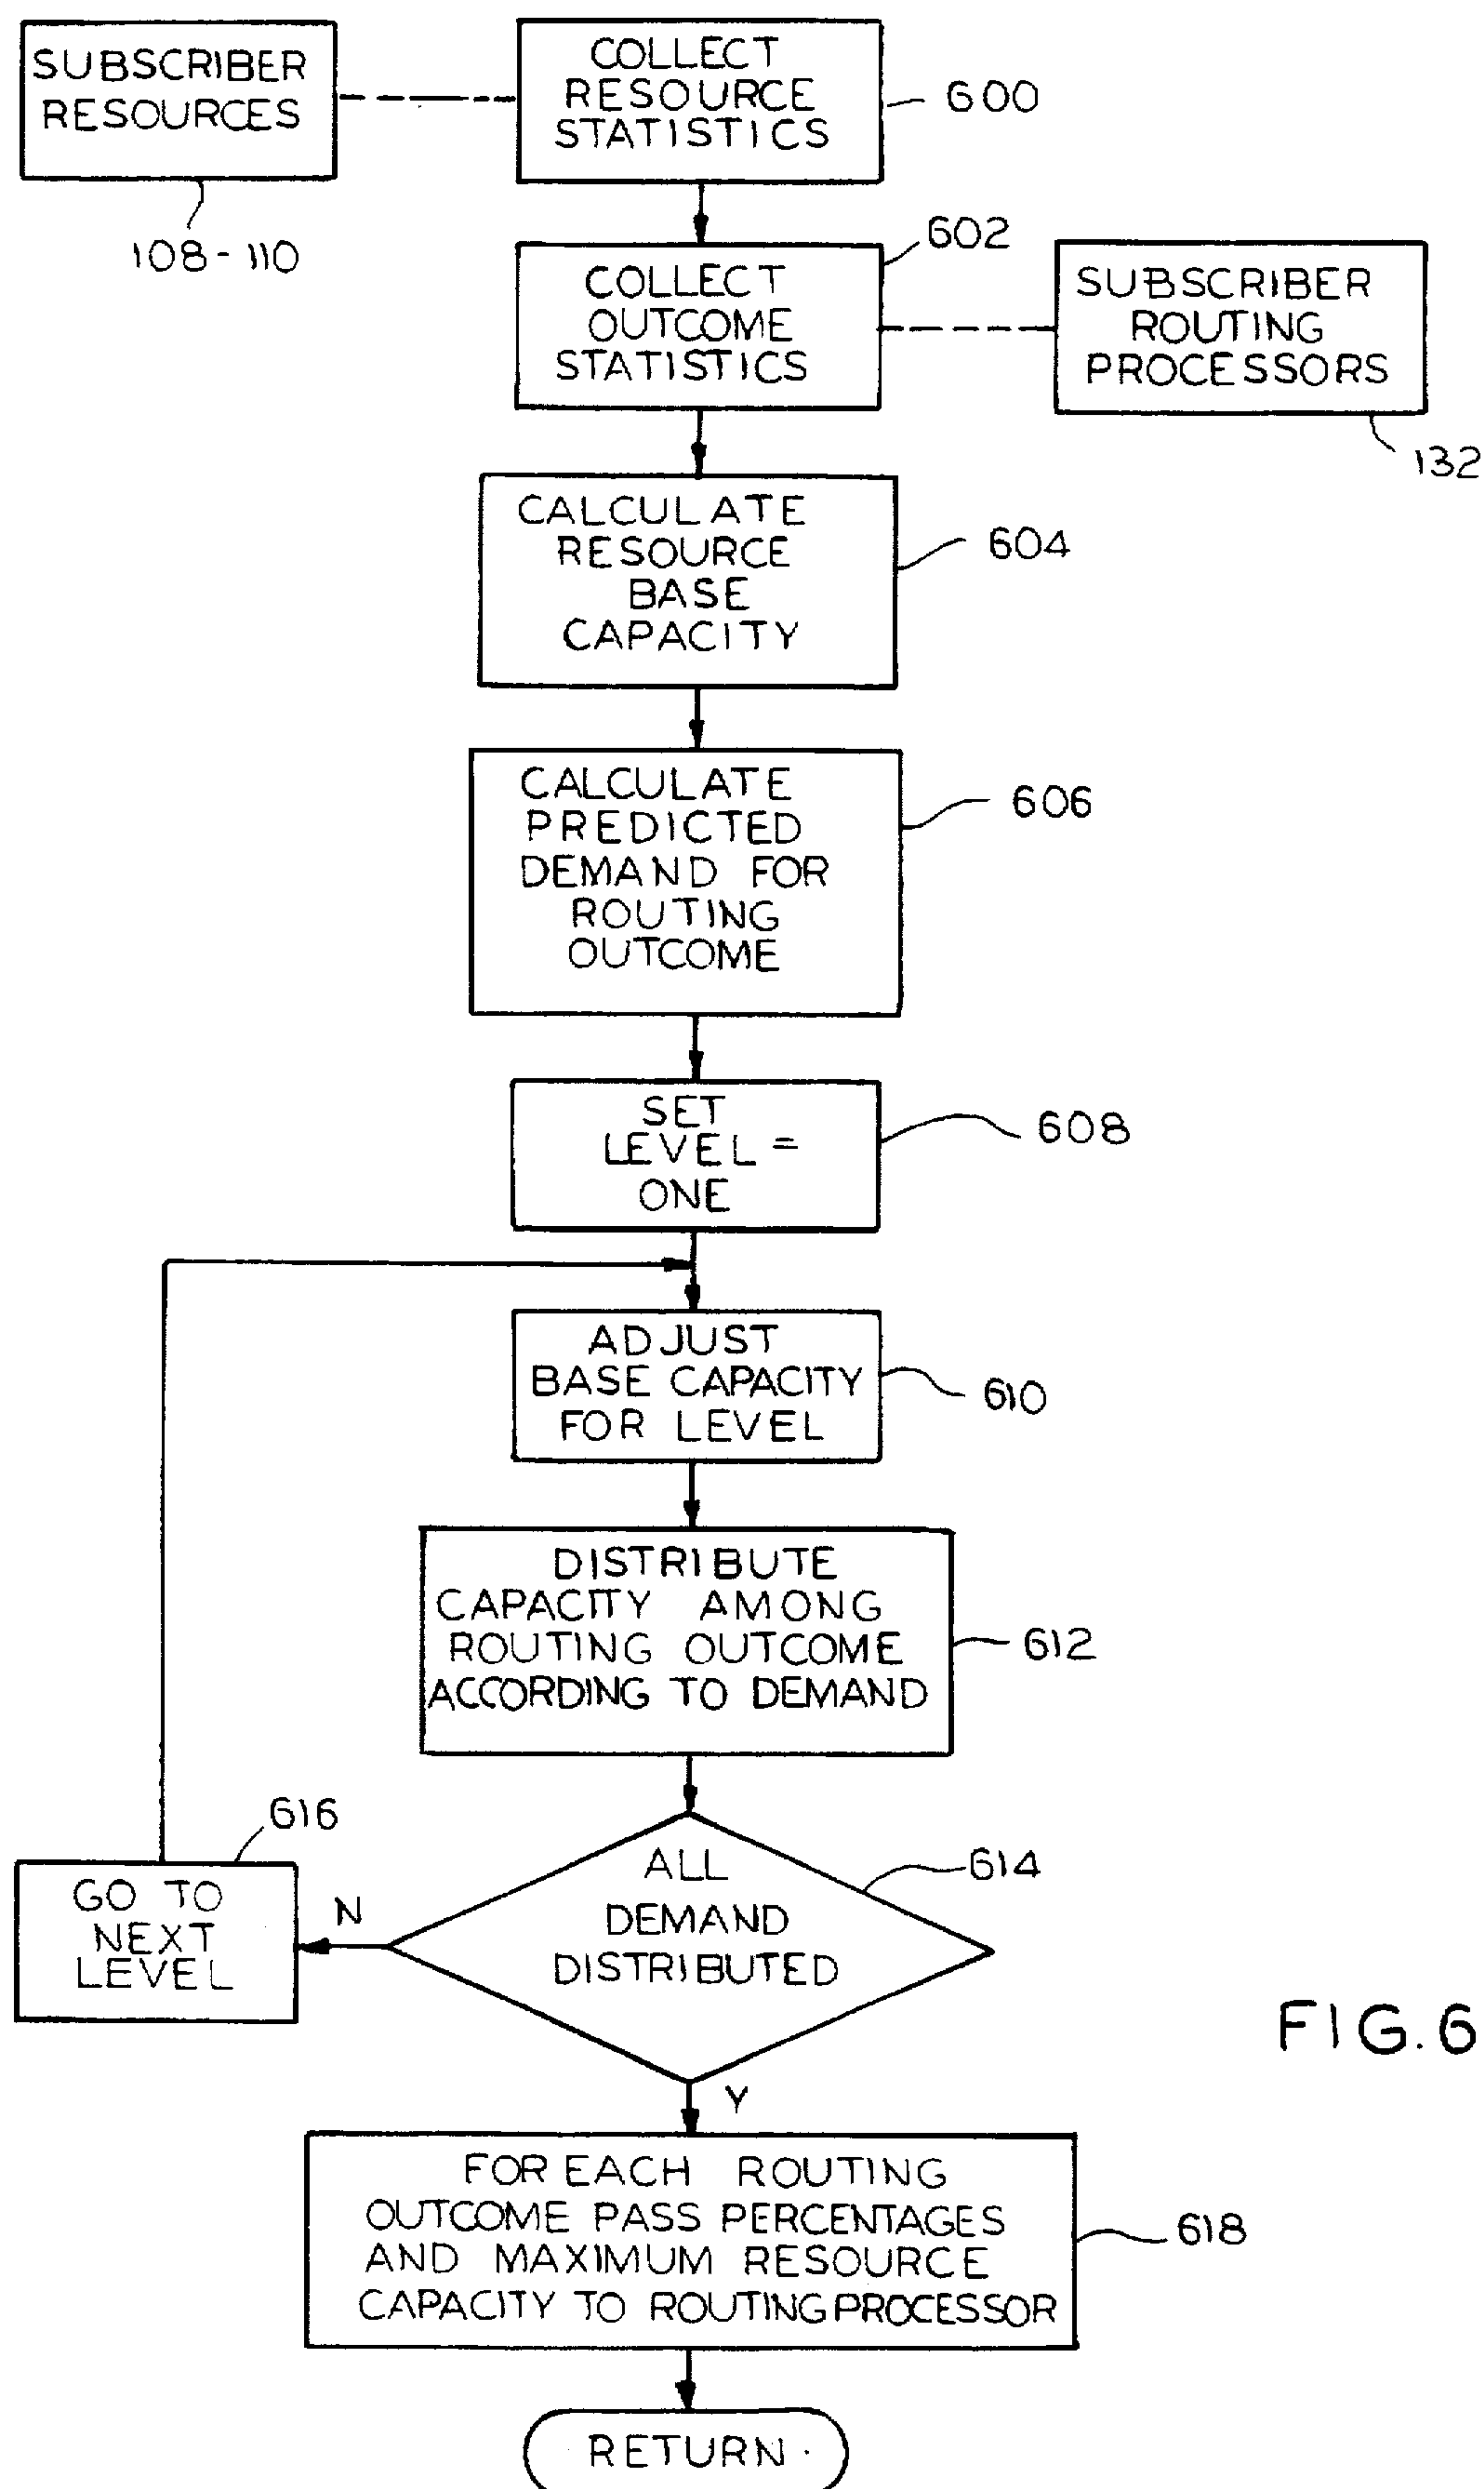 SUBSCRIBER
RESOURCES
108-110
COLLECT
RESOURCE
STATISTICS
600
602
COLLECT
OUTCOME
STATISTICS
SUBSCRIBER
ROUTING
PROCESSORS
132
CALCULATE
RESOURCE
BASE
CAPACITY
604
CALCULATE
PREDICTED
DEMAND FOR
ROUTING
OUTCOME
606
SET
LEVEL =
ONE
608
ADJUST
BASE CAPACITY
FOR LEVEL
610
DISTRIBUTE
CAPACITY AMONG
ROUTING OUTCOME
ACCORDING TO DEMAND
612
616
GO TO
NEXT
LEVEL
N
ALL
DEMAND
DISTRIBUTED
614
Y
FIG.6
FOR EACH ROUTING
OUTCOME PASS PERCENTAGES
AND MAXIMUM RESOURCE
CAPACITY TO ROUTING PROCESSOR
618
RETURN